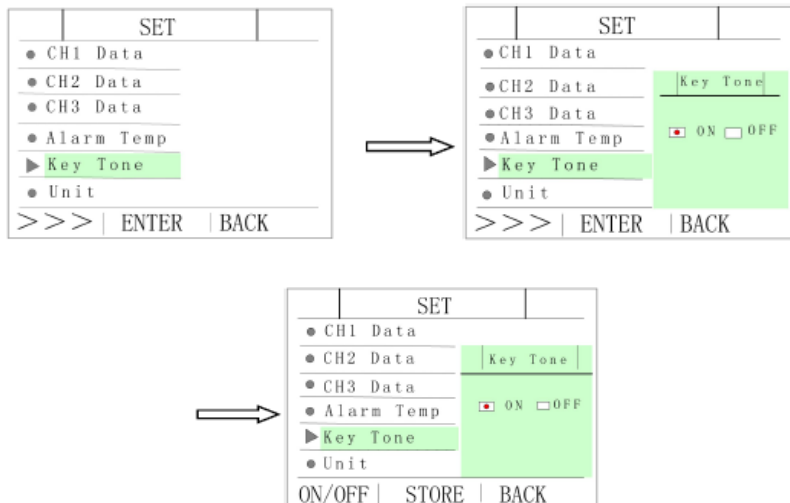 SET
CH1 Data
CH2 Data
CH3 Data
Alarm Temp
Key Tone
Unit
>>> | ENTER | BACK
SET
CH1 Data
CH2 Data
Key Tone
CH3 Data
Alarm Temp
ON OFF
Key Tone
Unit
>>> | ENTER | BACK
SET
CH1 Data
CH2 Data
Key Tone
CH3 Data
Alarm Temp
ON OFF
Key Tone
Unit
ON/OFF | STORE | BACK